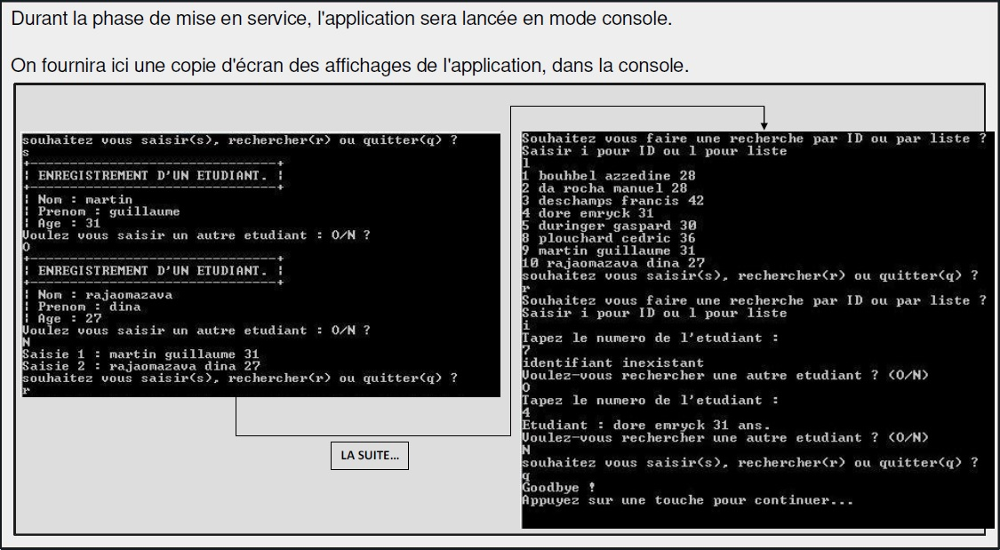 Durant la phase de mise en service, l'application sera lancée en mode console.
On fournira ici une copie d'écran des affichages de l'application, dans la console.
souhaitez vous saisir(s), rechercher(r) ou quitter(q) ?
s
+--------------------------------+
¦ ENREGISTREMENT D'UN ETUDIANT. ¦
+--------------------------------+
¦ Nom : martin
¦ Prenom : guillaume
¦ Age : 31
Voulez vous saisir un autre etudiant : O/N ?
O
+--------------------------------+
¦ ENREGISTREMENT D'UN ETUDIANT. ¦
+--------------------------------+
¦ Nom : rajaomazava
¦ Prenom : dina
¦ Age : 27
Voulez vous saisir un autre etudiant : O/N ?
N
Saisie 1 : martin guillaume 31
Saisie 2 : rajaomazava dina 27
souhaitez vous saisir(s), rechercher(r) ou quitter(q) ?
r
LA SUITE...
Souhaitez vous faire une recherche par ID ou par liste ?
Saisir i pour ID ou l pour liste
l
1 bouhbel azzedine 28
2 da rocha manuel 28
3 deschamps francis 42
4 dore emryck 31
5 duringer gaspard 30
8 plouchard cedric 36
9 martin guillaume 31
10 rajaomazava dina 27
souhaitez vous saisir(s), rechercher(r) ou quitter(q) ?
r
Souhaitez vous faire une recherche par ID ou par liste ?
Saisir i pour ID ou l pour liste
i
Tapez le numero de l'etudiant :
7
identifiant inexistant
Voulez-vous rechercher une autre etudiant ? (O/N)
O
Tapez le numero de l'etudiant :
4
Etudiant : dore emryck 31 ans.
Voulez-vous rechercher une autre etudiant ? (O/N)
N
souhaitez vous saisir(s), rechercher(r) ou quitter(q) ?
q
Goodbye !
Appuyez sur une touche pour continuer...